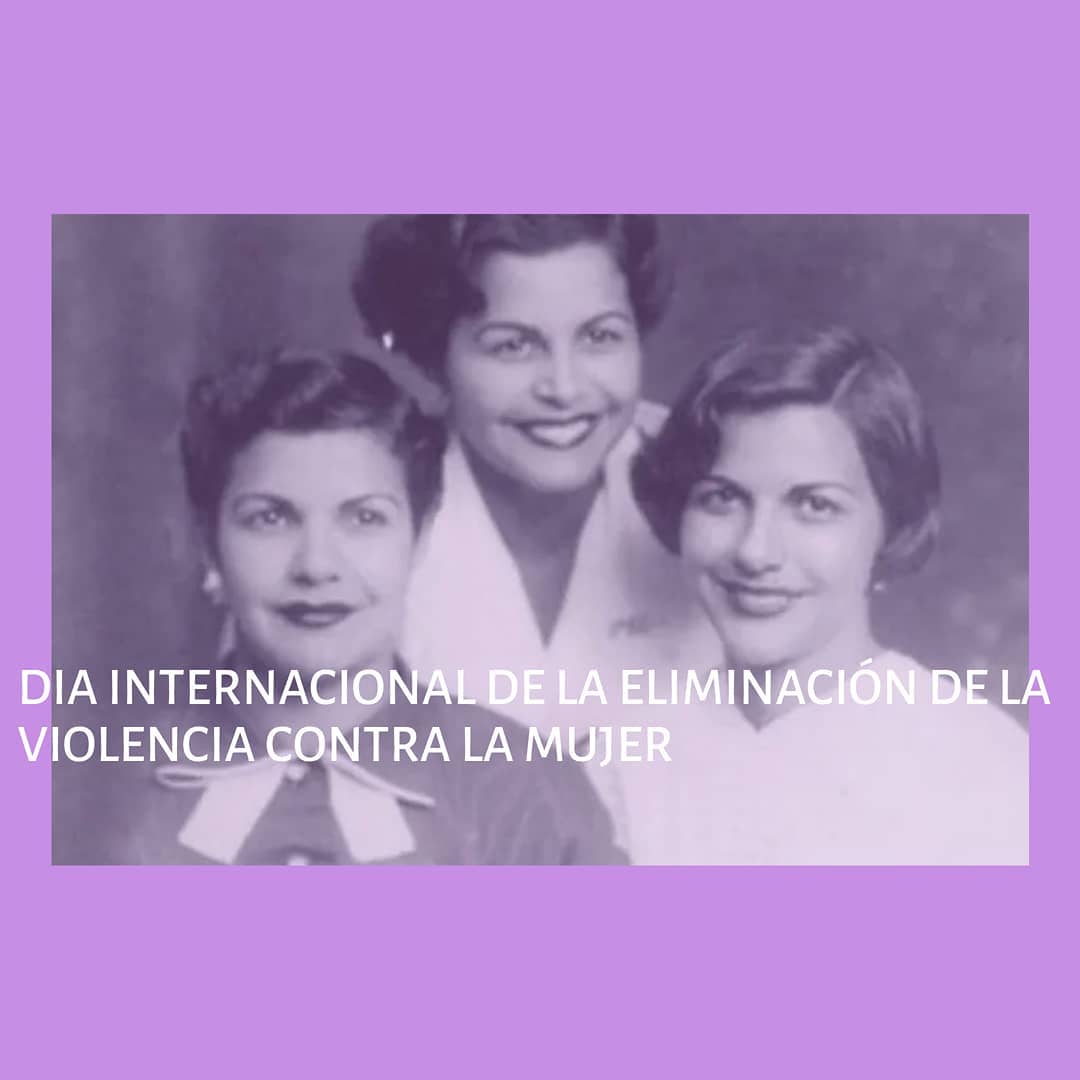 DIA INTERNACIONAL DE LA ELIMINACIÓN DE LA
VIOLENCIA CONTRA LA MUJER